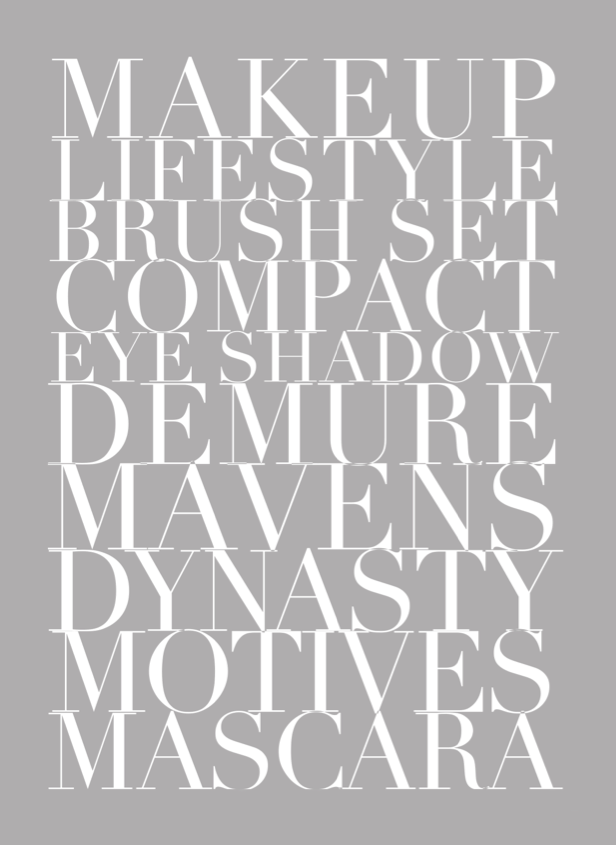 MAKEUP
LIFESTYLE
BRUSH SET
COMPACT
EYE SHADOW
DEMURE
MAVENS
DYNASTY
MOTIVES
MASCARA